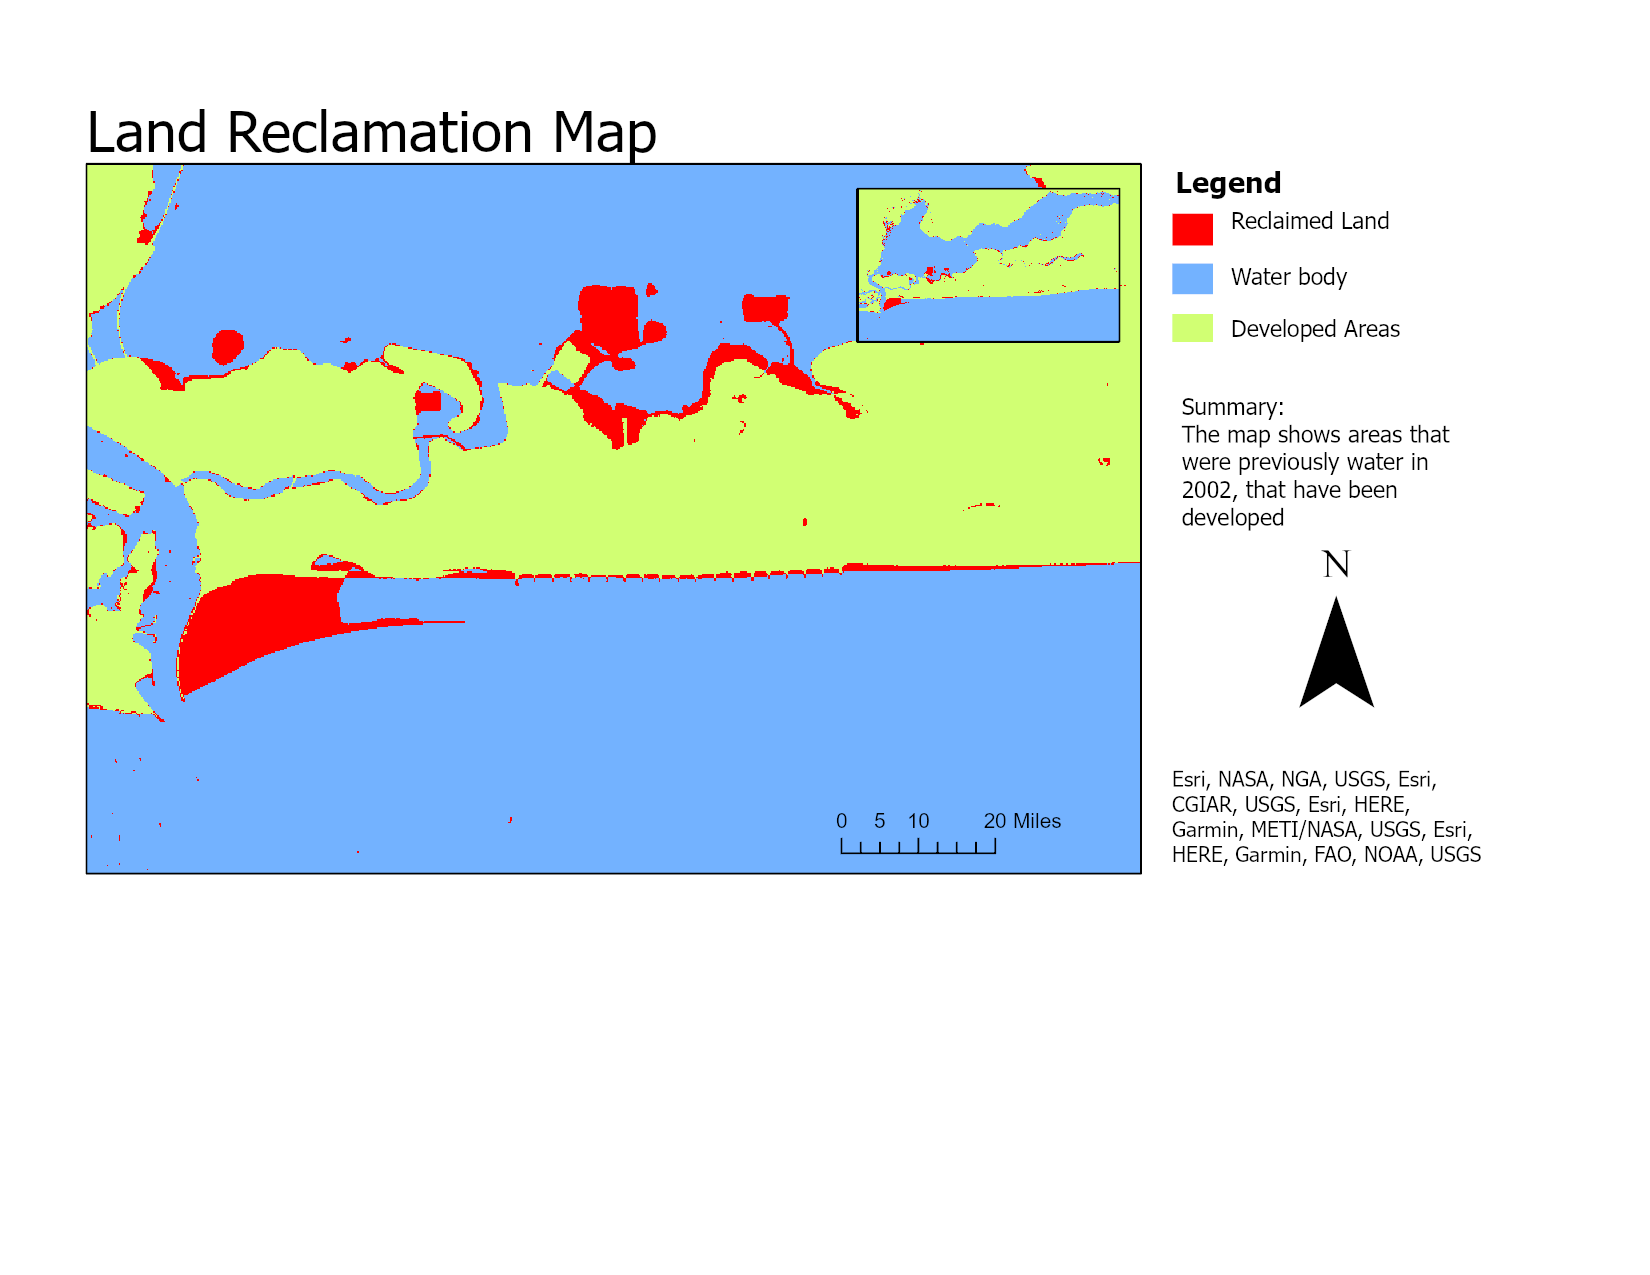 Land Reclamation Map
Legend
Reclaimed Land
Water body
Developed Areas
Summary:
The map shows areas that
were previously water in
2002, that have been
developed
N
Esri, NASA, NGA, USGS, Esri,
CGIAR, USGS, Esri, HERE,
Garmin, METI/NASA, USGS, Esri,
HERE, Garmin, FAO, NOAA, USGS
0 5 10 20 Miles